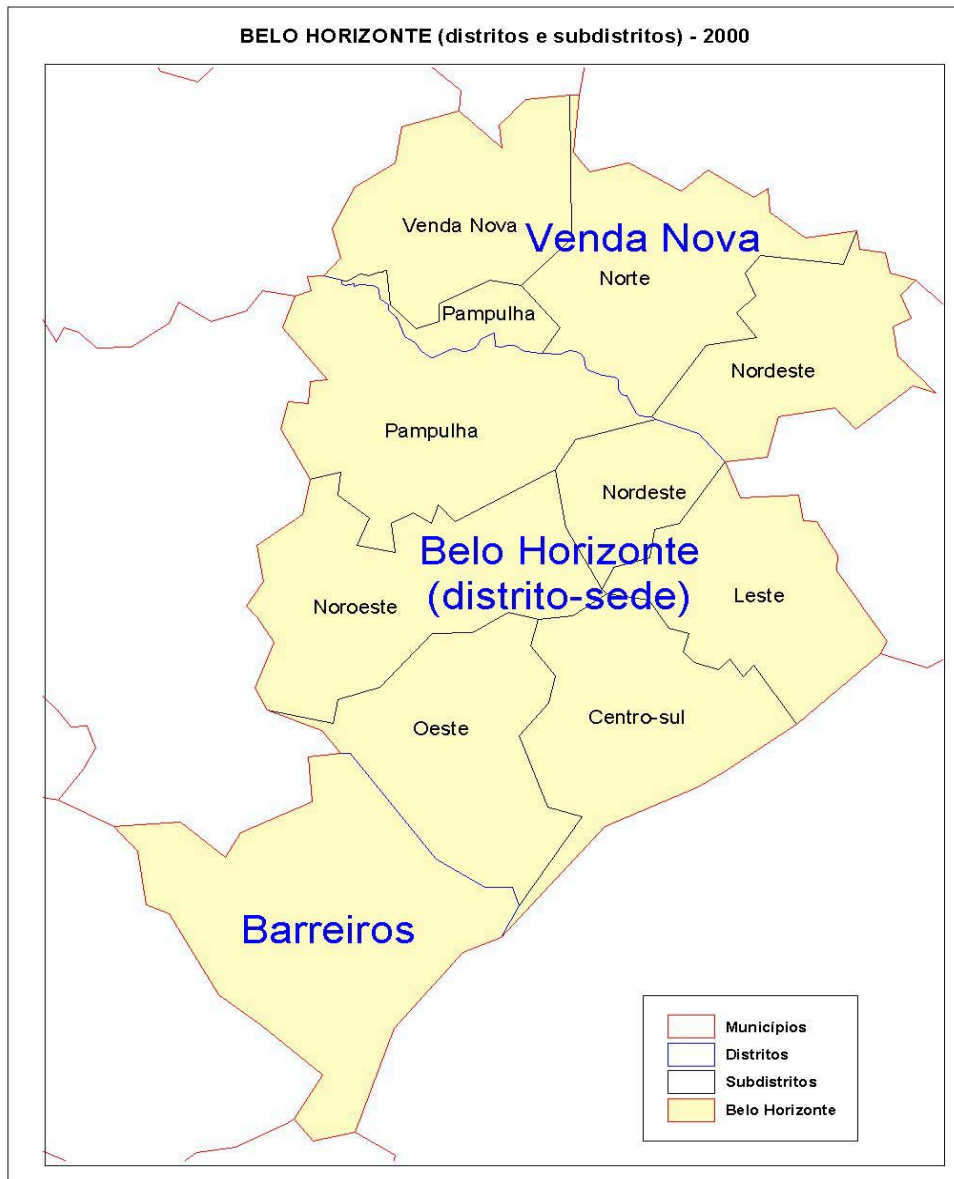 BELO HORIZONTE (distritos e subdistritos) - 2000
Venda Nova
Venda Nova
Norte
Pampulha
Nordeste
Pampulha
Nordeste
Belo Horizonte
(distrito-sede)
Noroeste
Leste
Oeste
Centro-sul
Barreiros
Municípios
Distritos
Subdistritos
Belo Horizonte